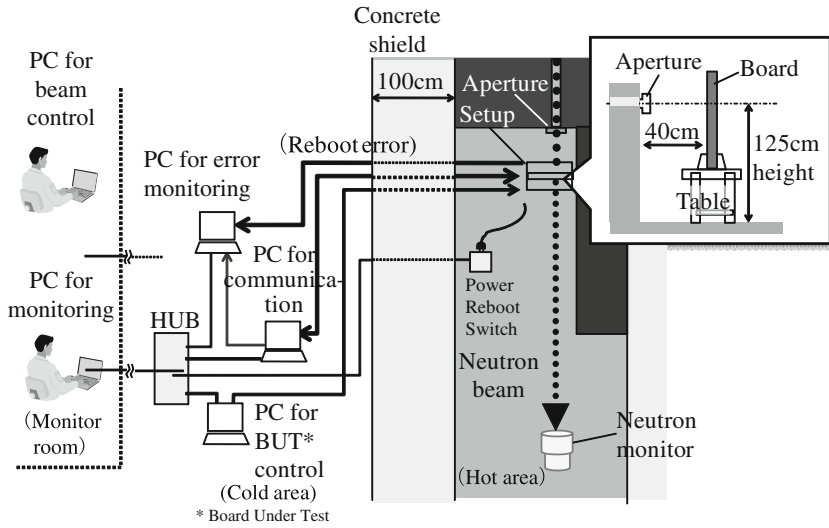 Concrete
shield
PC for
beam
control
100cm
Aperture
Setup
Aperture
Board
40cm
125cm
height
Table
(Reboot error)
PC for error
monitoring
PC for
communica-
tion
PC for
monitoring
HUB
Power
Reboot
Switch
Neutron
beam
(Monitor
room)
PC for
BUT*
control
(Cold area)
* Board Under Test
Neutron
monitor
(Hot area)